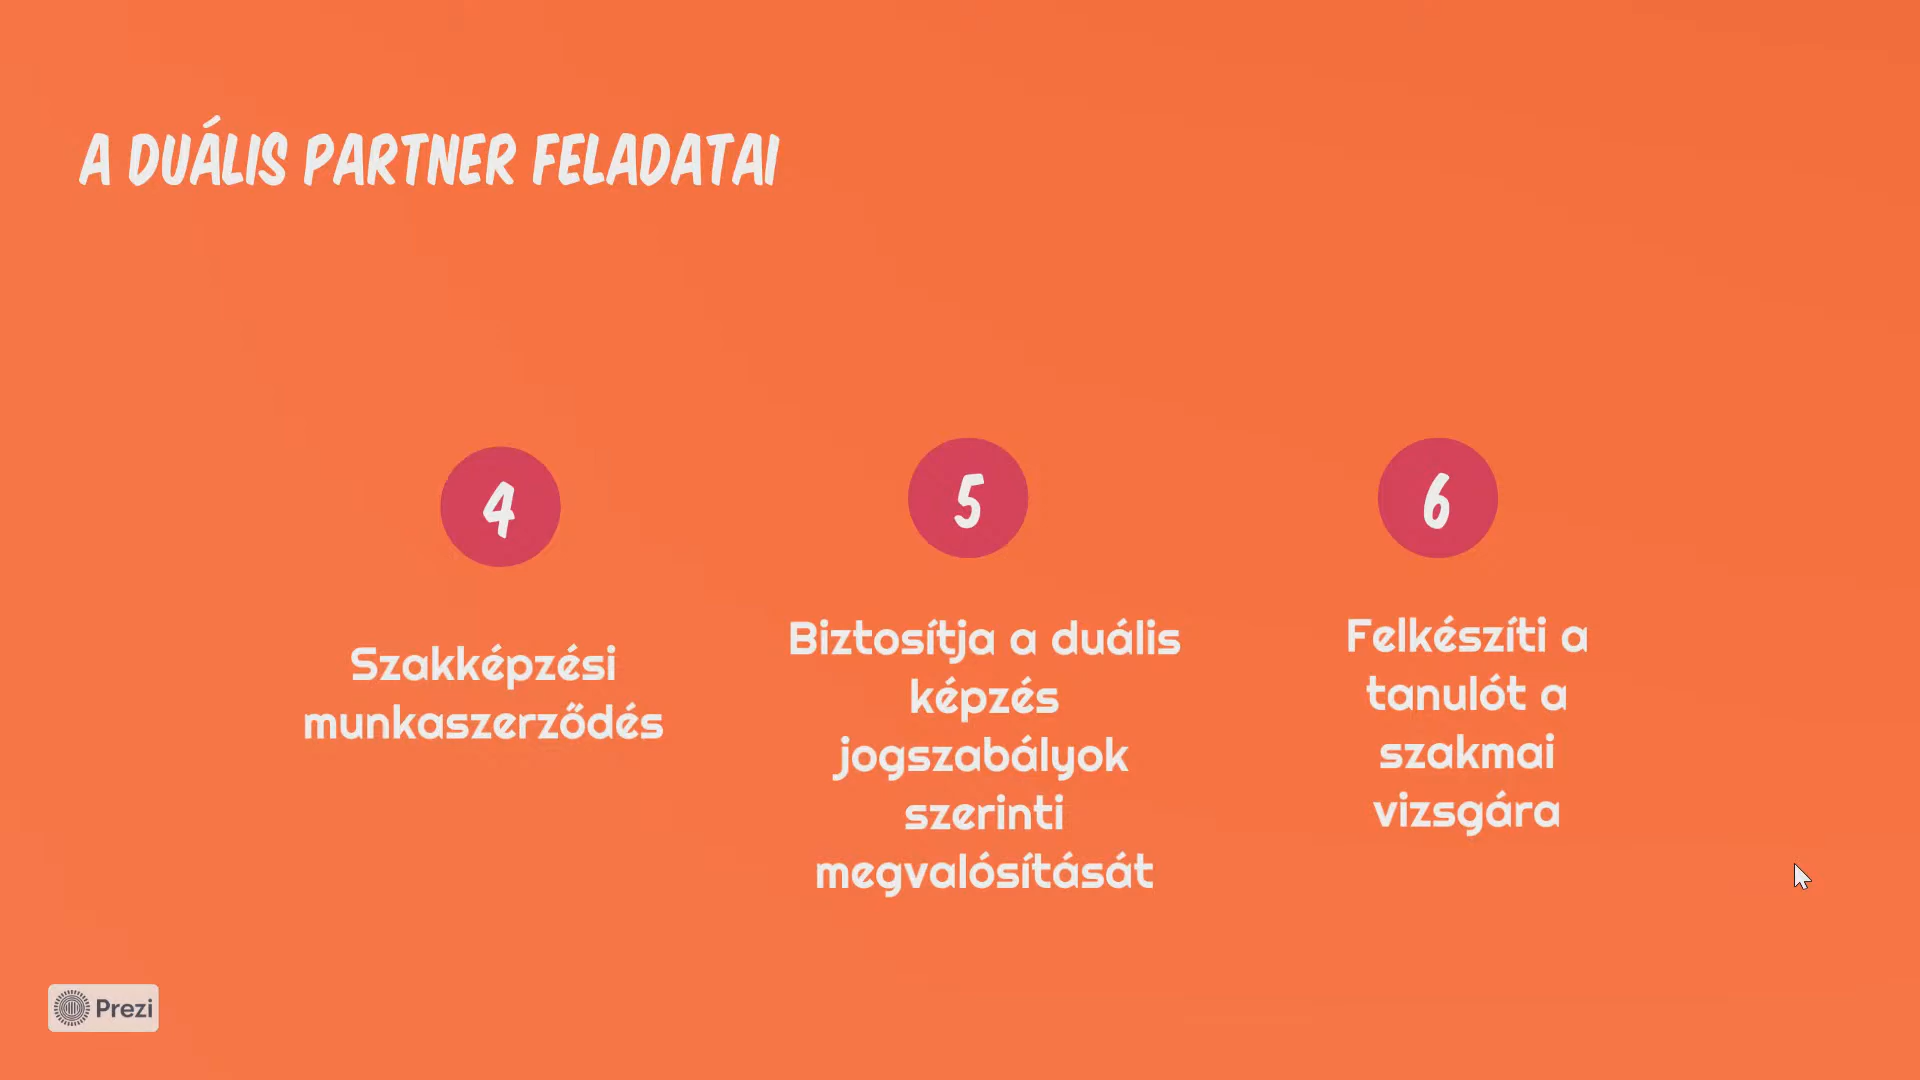 A DUÁLIS PARTNER FELADATAI
4
Szakképzési
munkaszerződés
5
Biztosítja a duális
képzés
jogszabályok
szerinti
megvalósítását
6
Felkészíti a
tanulót a
szakmai
vizsgára
Prezi